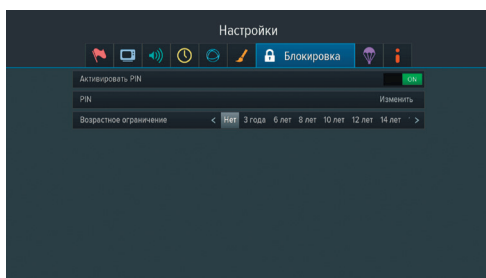 Настройки
Блокировка
Активировать PIN ON
PIN Изменить
Возрастное ограничение < Нет 3 года 6 лет 8 лет 10 лет 12 лет 14 лет >